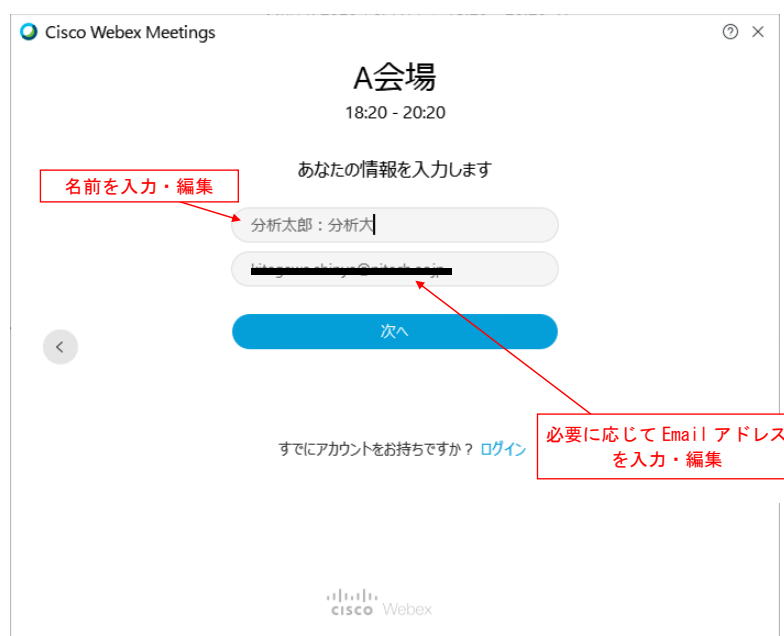 Cisco Webex Meetings
A会場
18:20 - 20:20
あなたの情報を入力します
名前を入力・編集
分析太郎：分析大
次へ
必要に応じて Email アドレス
を入力・編集
すでにアカウントをお持ちですか？ ログイン
cisco Webex